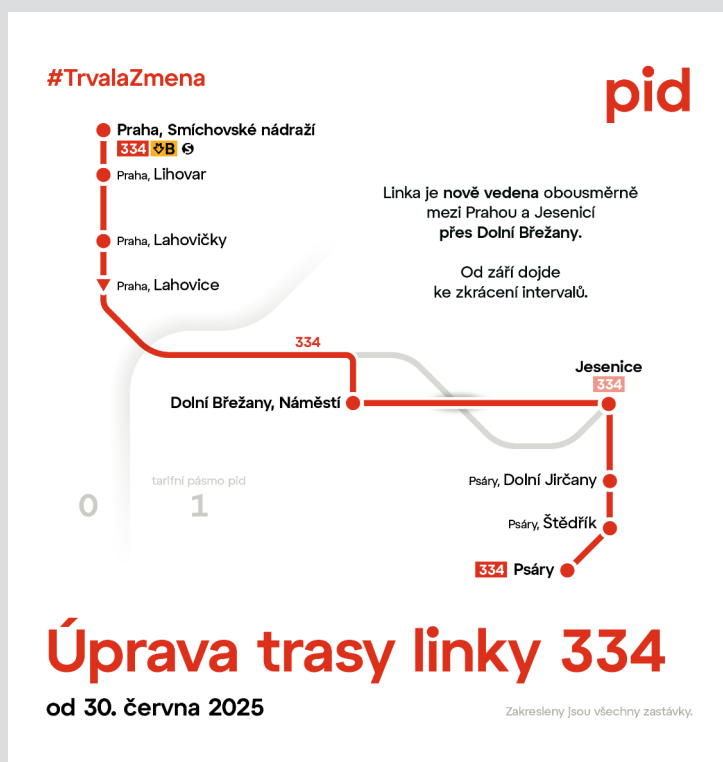 #TrvalaZmena
pid
Praha, Smíchovské nádraží
334 B S
Praha, Lihovar
Linka je nově vedena obousměrně
mezi Prahou a Jesenicí
přes Dolní Břežany.
Praha, Lahovičky
Od září dojde
ke zkrácení intervalů.
Praha, Lahovice
334
Jesenice
334
Dolní Břežany, Náměstí
tarifní pásmo pid
0 1
Psáry, Dolní Jirčany
Psáry, Štědřík
334 Psáry
Úprava trasy linky 334
od 30. června 2025
Zakresleny jsou všechny zastávky.